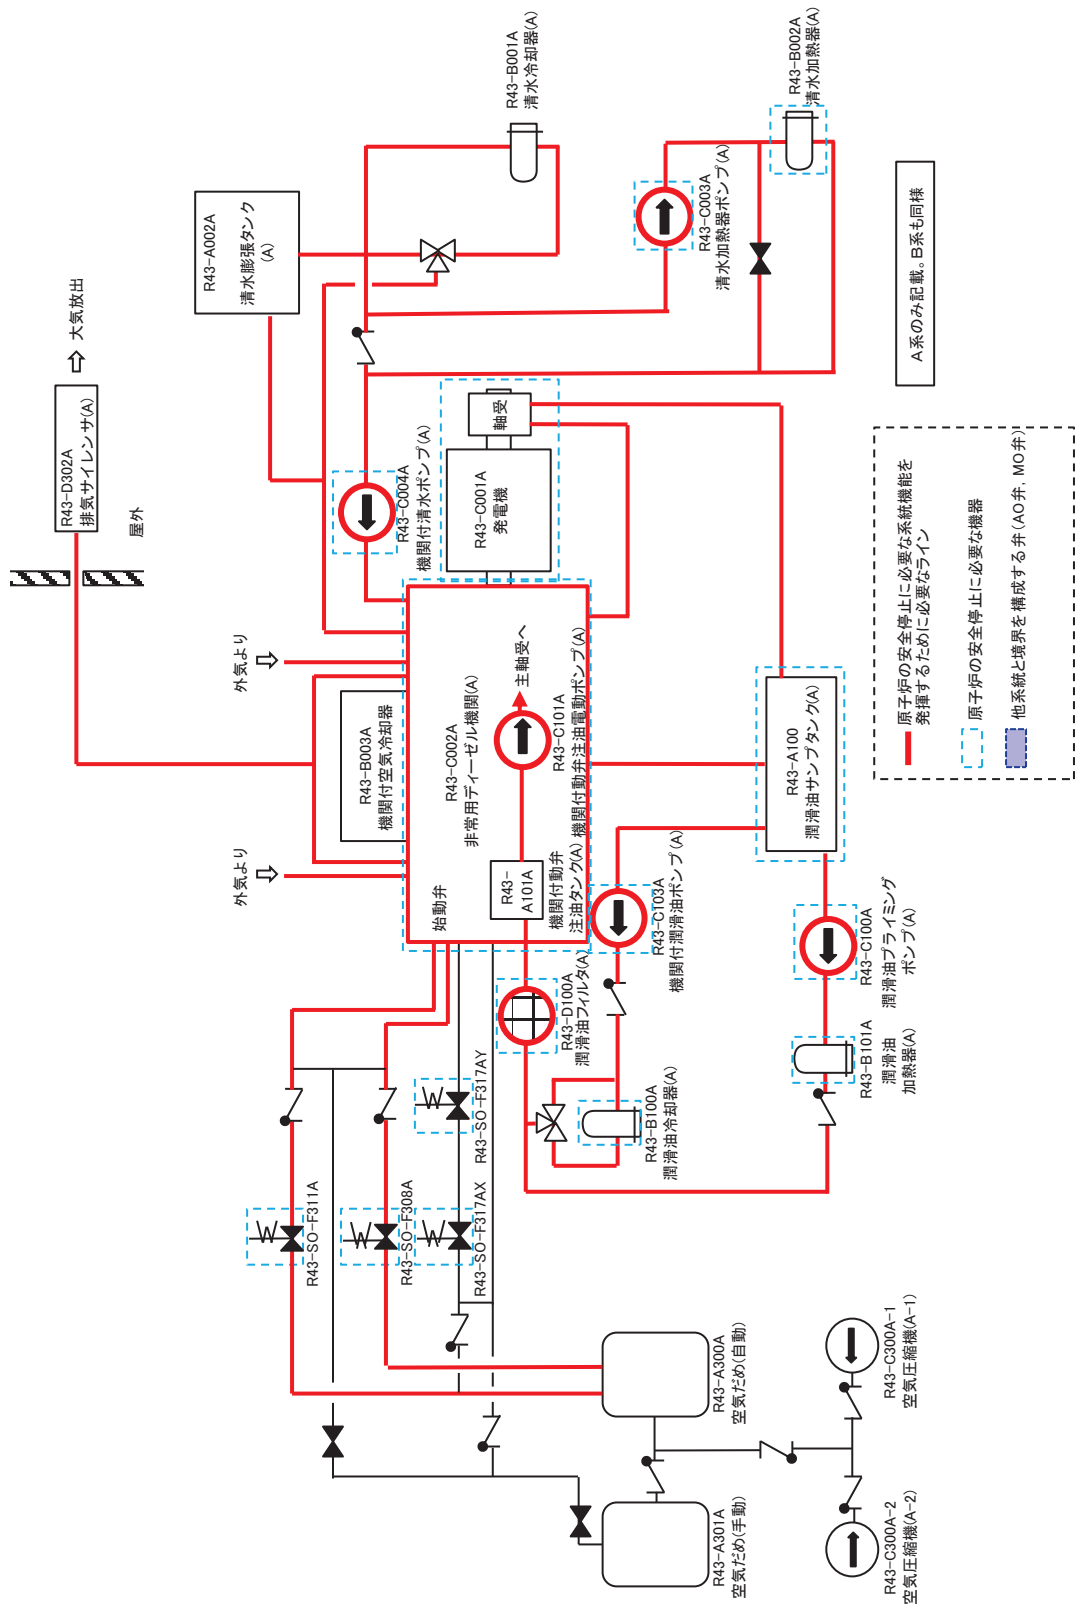 R43-D302A
排気サイレンサ(A)
大気放出
屋外
R43-A002A
清水膨張タンク
(A)
R43-B001A
清水冷却器(A)
R43-B002A
清水加熱器(A)
R43-C003A
清水加熱器ポンプ(A)
R43-C004A
機関付清水ポンプ(A)
A系のみ記載。B系も同様
外気より
外気より
R43-B003A
機関付空気冷却器
R43-C001A
発電機
軸受
R43-C002A
非常用ディーゼル機関(A)
主軸受へ
R43-C101A
機関付動弁注油電動ポンプ(A)
R43-
A101A
機関付動弁
注油タンク(A)
始動弁
R43-C103A
機関付潤滑油ポンプ(A)
R43-D100A
潤滑油フィルタ(A)
R43-B100A
潤滑油冷却器(A)
R43-A100
潤滑油サンプタンク(A)
R43-C100A
潤滑油プライミング
ポンプ(A)
R43-B101A
潤滑油
加熱器(A)
R43-SO-F311A
R43-SO-F308A
R43-SO-F317AY
R43-SO-F317AX
R43-A300A
空気だめ(自動)
R43-A301A
空気だめ(手動)
R43-C300A-1
空気圧縮機(A-1)
R43-C300A-2
空気圧縮機(A-2)
原子炉の安全停止に必要な系統機能を
発揮するために必要なライン
原子炉の安全停止に必要な機器
他系統と境界を構成する弁(AO弁，MO弁)